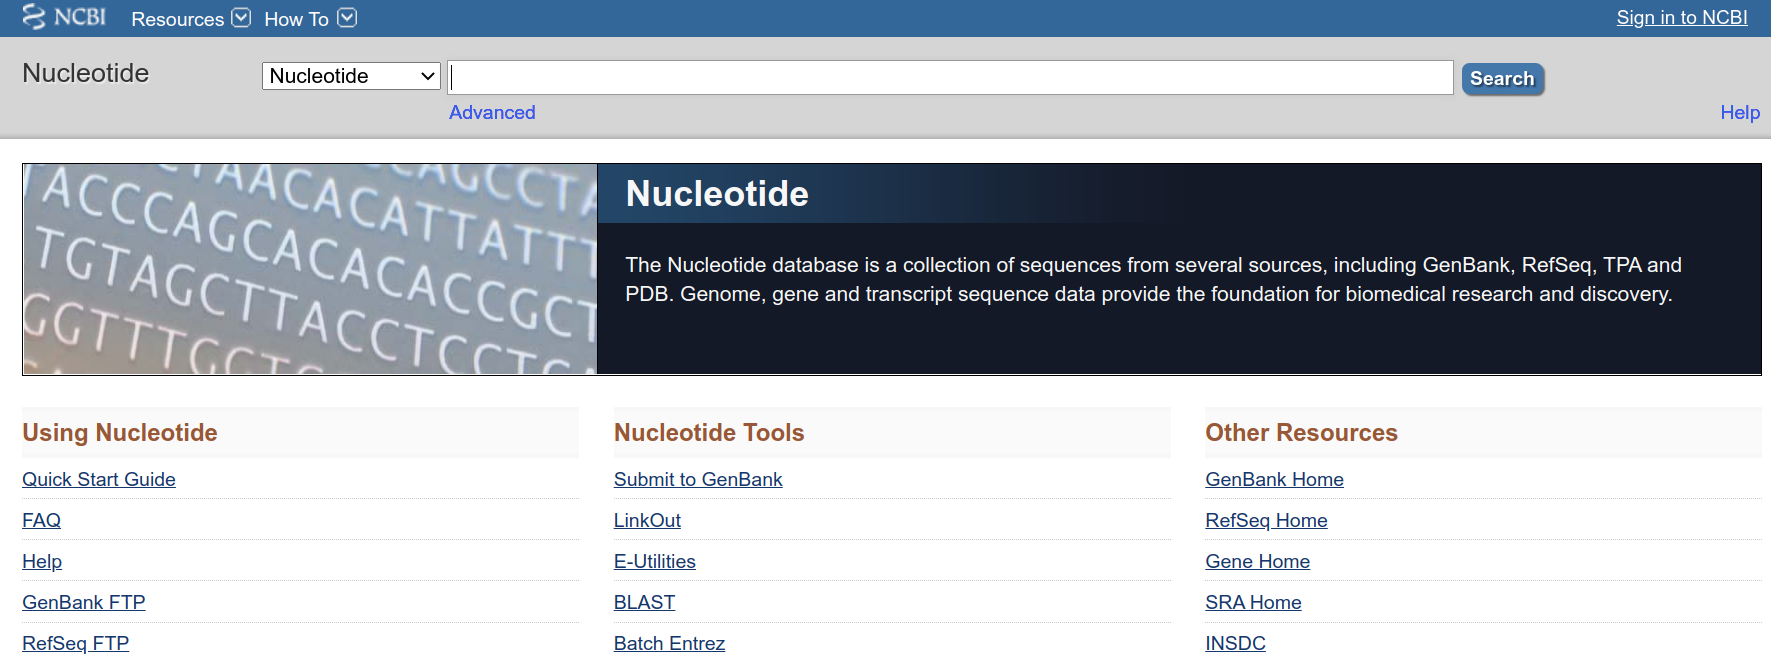 NCBI Resources How To Sign in to NCBI
Nucleotide Nucleotide Search
Advanced Help
CTAACACATTATTT
ACCCAGCACACACCGCT
TGTAGCTTACCTCCTC
GGTTTGCTG
Nucleotide
The Nucleotide database is a collection of sequences from several sources, including GenBank, RefSeq, TPA and
PDB. Genome, gene and transcript sequence data provide the foundation for biomedical research and discovery.
Using Nucleotide
Quick Start Guide
FAQ
Help
GenBank FTP
RefSeq FTP
Nucleotide Tools
Submit to GenBank
LinkOut
E-Utilities
BLAST
Batch Entrez
Other Resources
GenBank Home
RefSeq Home
Gene Home
SRA Home
INSDC